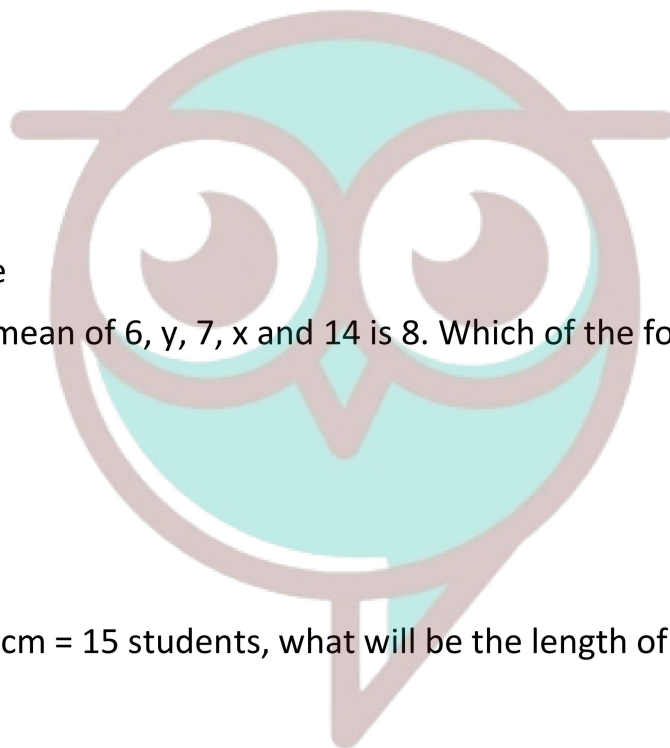 e
mean of 6, y, 7, x and 14 is 8. Which of the fo
cm = 15 students, what will be the length of